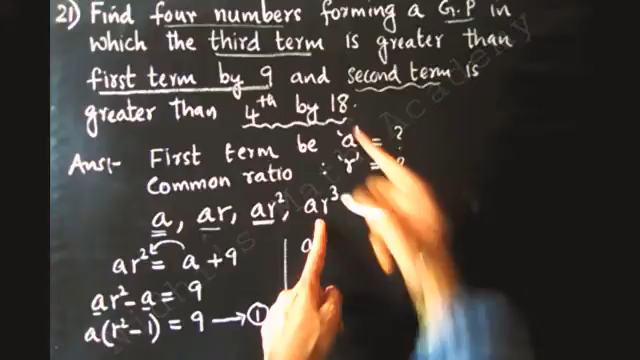 21) Find four numbers forming a G.P in
which the third term is greater than
first term by 9 and second term is
greater than 4th by 18.
Ans:- First term be 'a' = ?
Common ratio : 'r' = ?
a, ar, ar², ar³
ar² = a + 9
ar² - a = 9
a(r² - 1) = 9 → ①
a